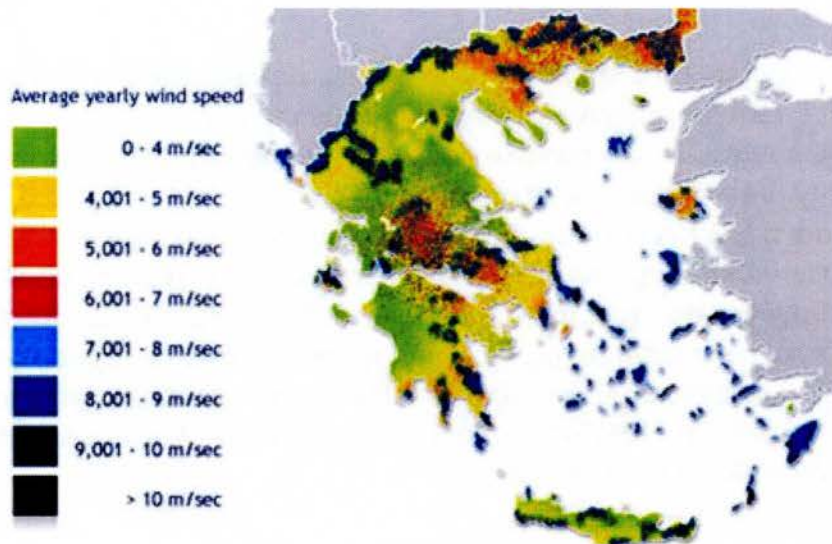 Average yearly wind speed
0 - 4 m/sec
4,001 - 5 m/sec
5,001 - 6 m/sec
6,001 - 7 m/sec
7,001 - 8 m/sec
8,001 - 9 m/sec
9,001 - 10 m/sec
> 10 m/sec